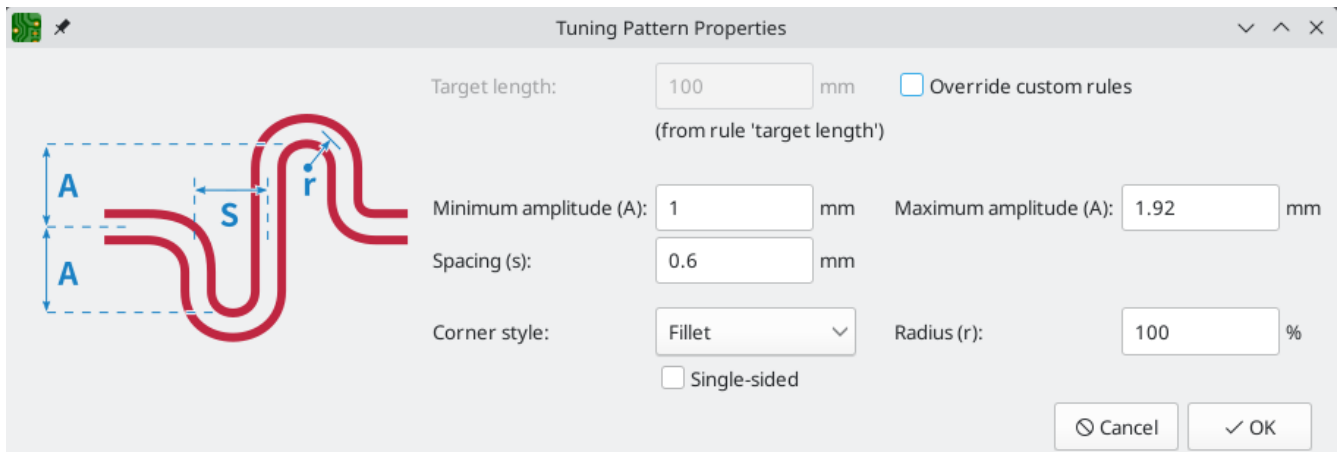 Tuning Pattern Properties
Target length: 100 mm Override custom rules
(from rule 'target length')
A
r
S
A
Minimum amplitude (A): 1 mm Maximum amplitude (A): 1.92 mm
Spacing (s): 0.6 mm
Corner style: Fillet Radius (r): 100 %
Single-sided
Cancel OK